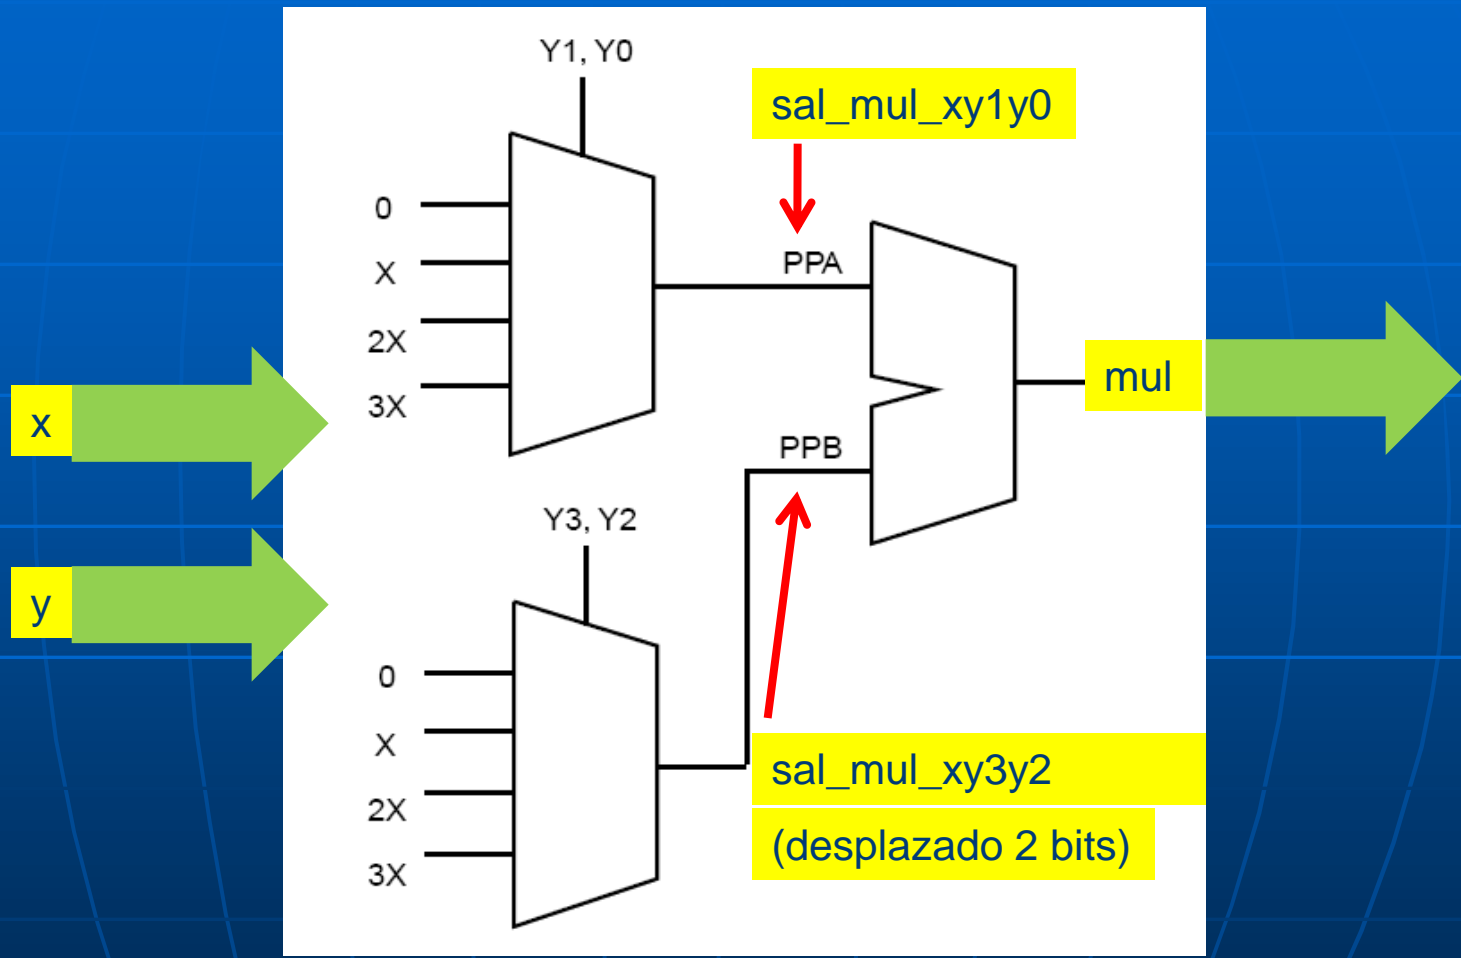 Y1, Y0
sal_mul_xy1y0
0
X
2X
3X
PPA
x
mul
PPB
y
Y3, Y2
0
X
2X
3X
sal_mul_xy3y2
(desplazado 2 bits)